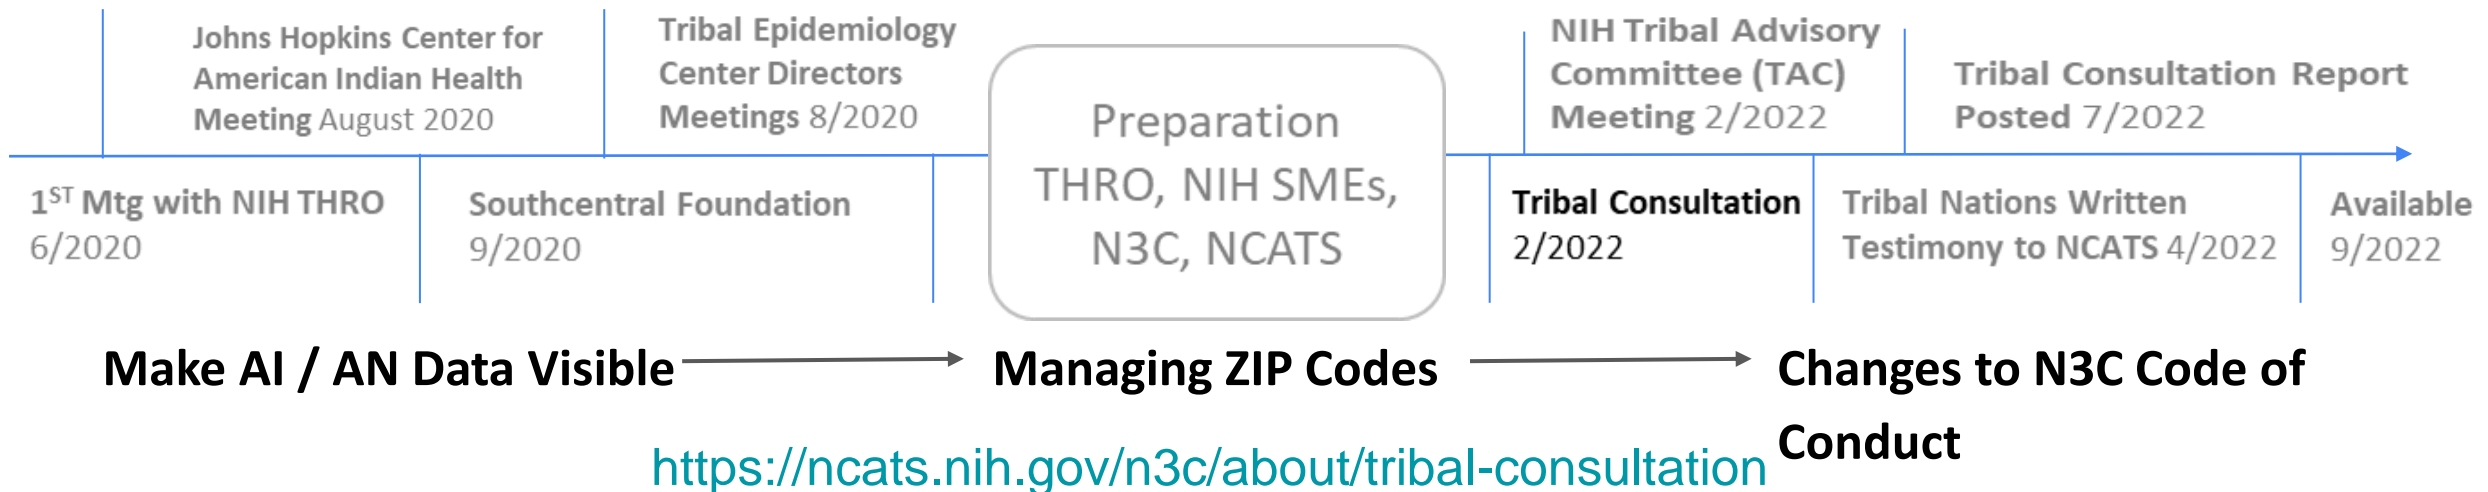 Johns Hopkins Center for
American Indian Health
Meeting August 2020
Tribal Epidemiology
Center Directors
Meetings 8/2020
NIH Tribal Advisory
Committee (TAC)
Meeting 2/2022
Tribal Consultation Report
Posted 7/2022
Preparation
THRO, NIH SMEs,
N3C, NCATS
1ST Mtg with NIH THRO
6/2020
Southcentral Foundation
9/2020
Tribal Consultation
2/2022
Tribal Nations Written
Testimony to NCATS 4/2022
Available
9/2022
Make AI / AN Data Visible
Managing ZIP Codes
Changes to N3C Code of
Conduct
https://ncats.nih.gov/n3c/about/tribal-consultation